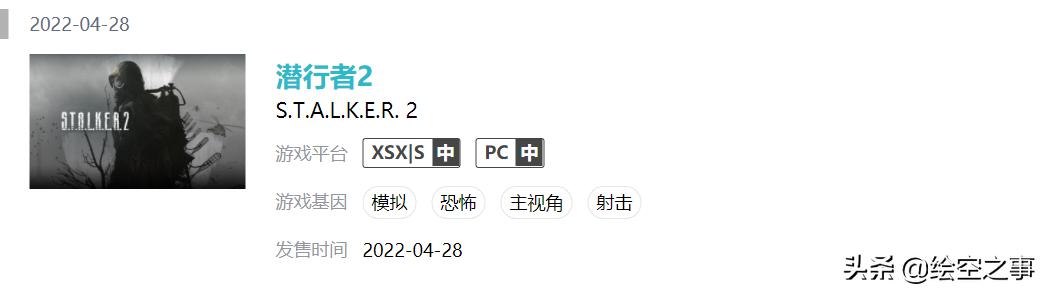 2022-04-28
S.T.A.L.K.E.R.2
潜行者2
S.T.A.L.K.E.R. 2
游戏平台 XSX|S 中 PC 中
游戏基因 模拟 恐怖 主视角 射击
发售时间 2022-04-28
头条 @绘空之事